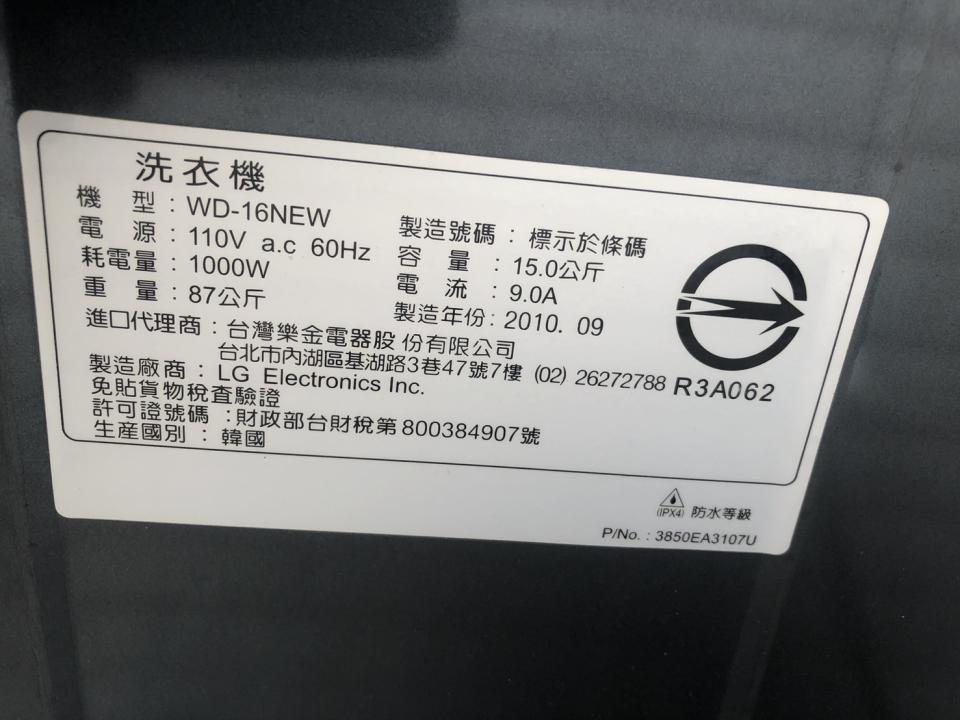 洗衣機
機型：WD-16NEW
電源：110V a.c 60Hz
耗電量：1000W
重量：87公斤
製造號碼：標示於條碼
容量：15.0公斤
電流：9.0A
製造年份：2010. 09
進口代理商：台灣樂金電器股份有限公司
台北市內湖區基湖路3巷47號7樓 (02) 26272788
製造廠商：LG Electronics Inc.
免貼貨物稅查驗證
許可證號碼：財政部台財稅第800384907號
生産國別：韓國
R3A062
(IPX4) 防水等級
P/No. : 3850EA3107U